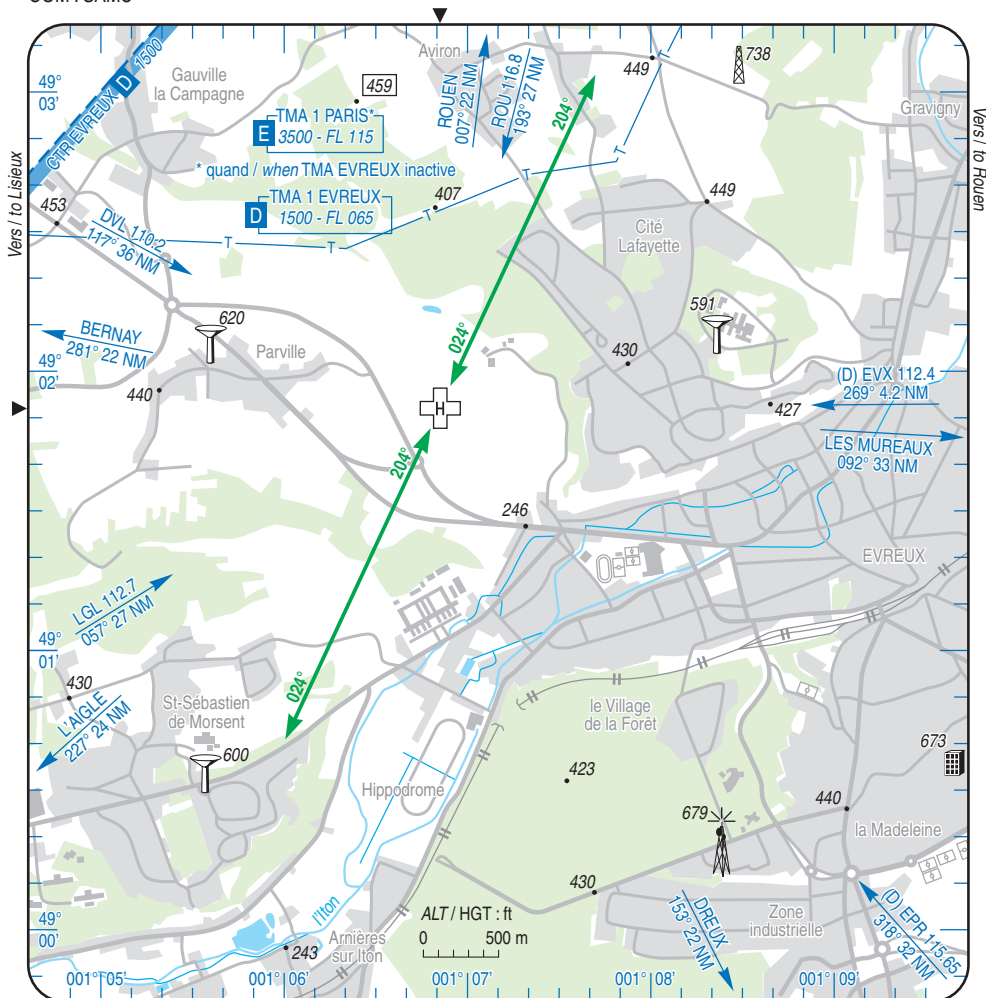 Aviron
449
738
Gauville
la Campagne
CTR EVREUX D 1500
459
ROUEN
007° 22 NM
ROU 116.8
193° 27 NM
204°
Gravigny
49°
03'
TMA 1 PARIS*
E 3500 - FL 115
* quand / when TMA EVREUX inactive
TMA 1 EVREUX
D 1500 - FL 065
T
T
T
T
T
T
407
449
Vers / to Lisieux
Vers / to Rouen
453
DVL 110.2
117° 36 NM
Cité
Lafayette
620
591
BERNAY
281° 22 NM
Parville
024°
430
49°
02'
440
H
(D) EVX 112.4
269° 4.2 NM
427
LES MUREAUX
092° 33 NM
204°
246
EVREUX
LGL 112.7
057° 27 NM
49°
01'
430
024°
L'AIGLE
227° 24 NM
St-Sébastien
de Morsent
le Village
de la Forêt
600
Hippodrome
423
673
679
440
la Madeleine
430
l'Iton
ALT / HGT : ft
0 500 m
DREUX
153° 22 NM
Zone
industrielle
(D) EPR 115.65
318° 32 NM
49°
00'
243
Arnières
sur Iton
001° 05'
001° 06'
001° 07'
001° 08'
001° 09'